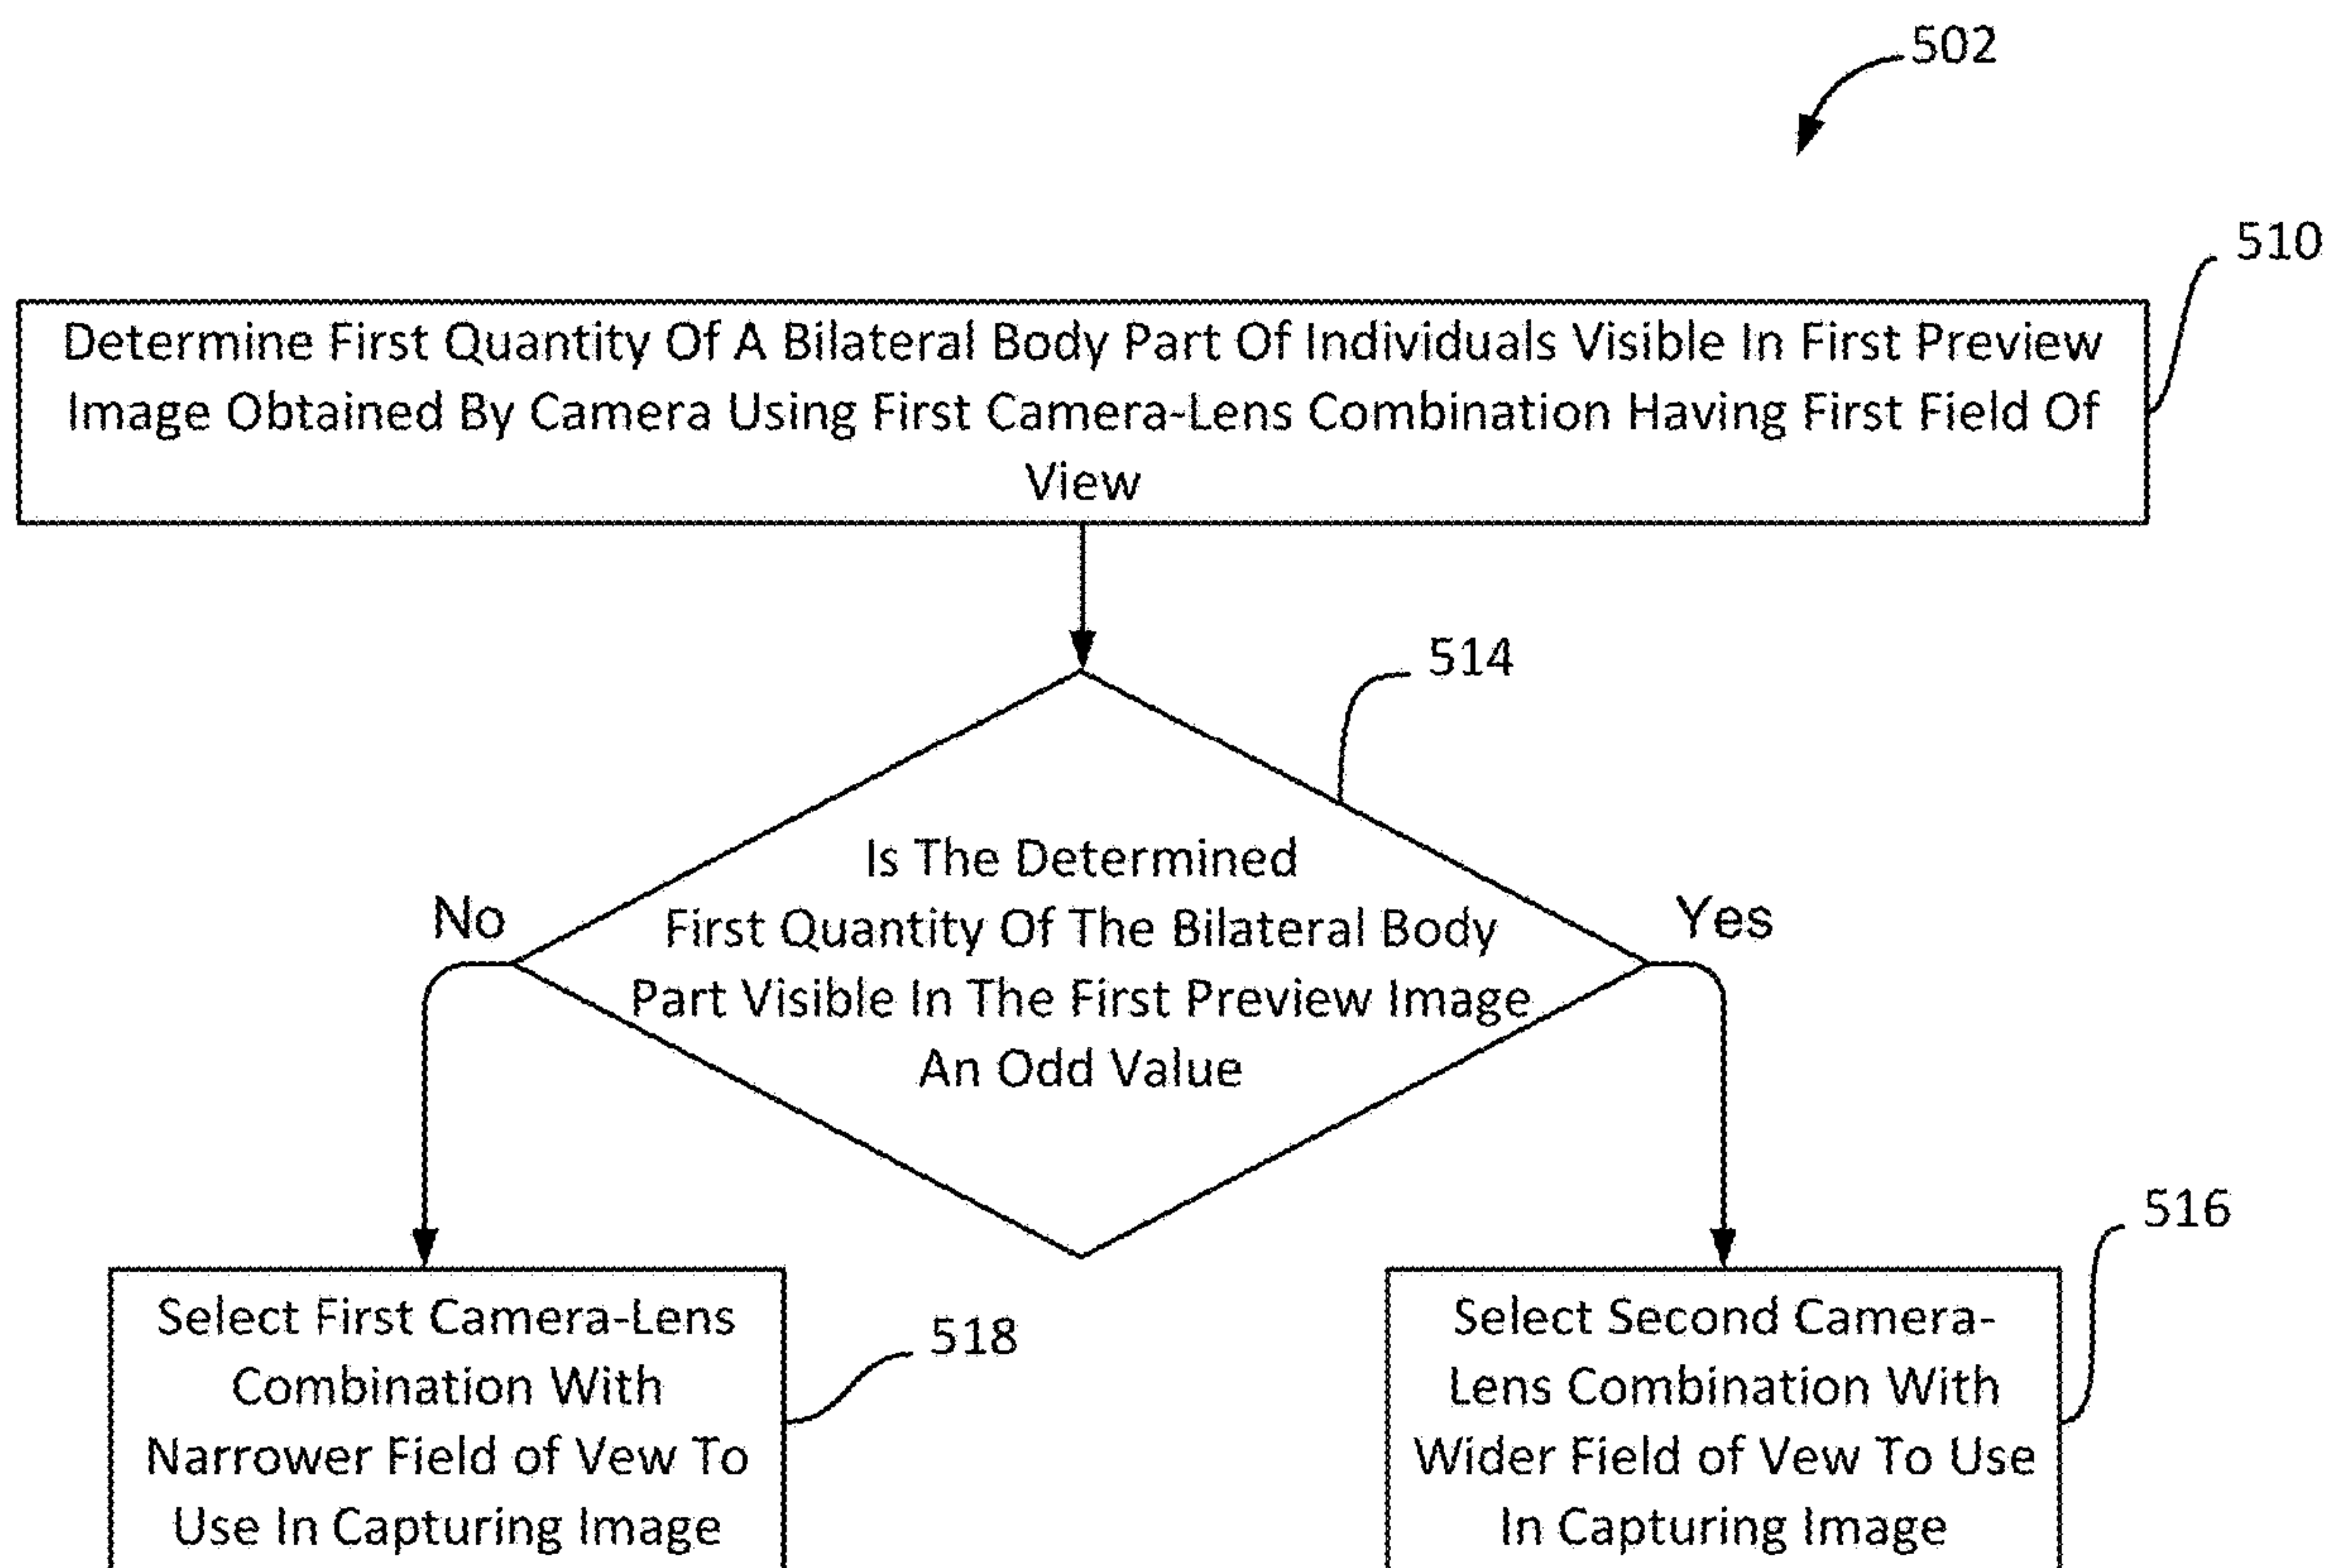 502
510
Determine First Quantity Of A Bilateral Body Part Of Individuals Visible In First Preview
Image Obtained By Camera Using First Camera-Lens Combination Having First Field Of
View
514
Is The Determined
First Quantity Of The Bilateral Body
Part Visible In The First Preview Image
An Odd Value
No
Yes
516
518
Select First Camera-Lens
Combination With
Narrower Field of Vew To
Use In Capturing Image
Select Second Camera-
Lens Combination With
Wider Field of Vew To Use
In Capturing Image